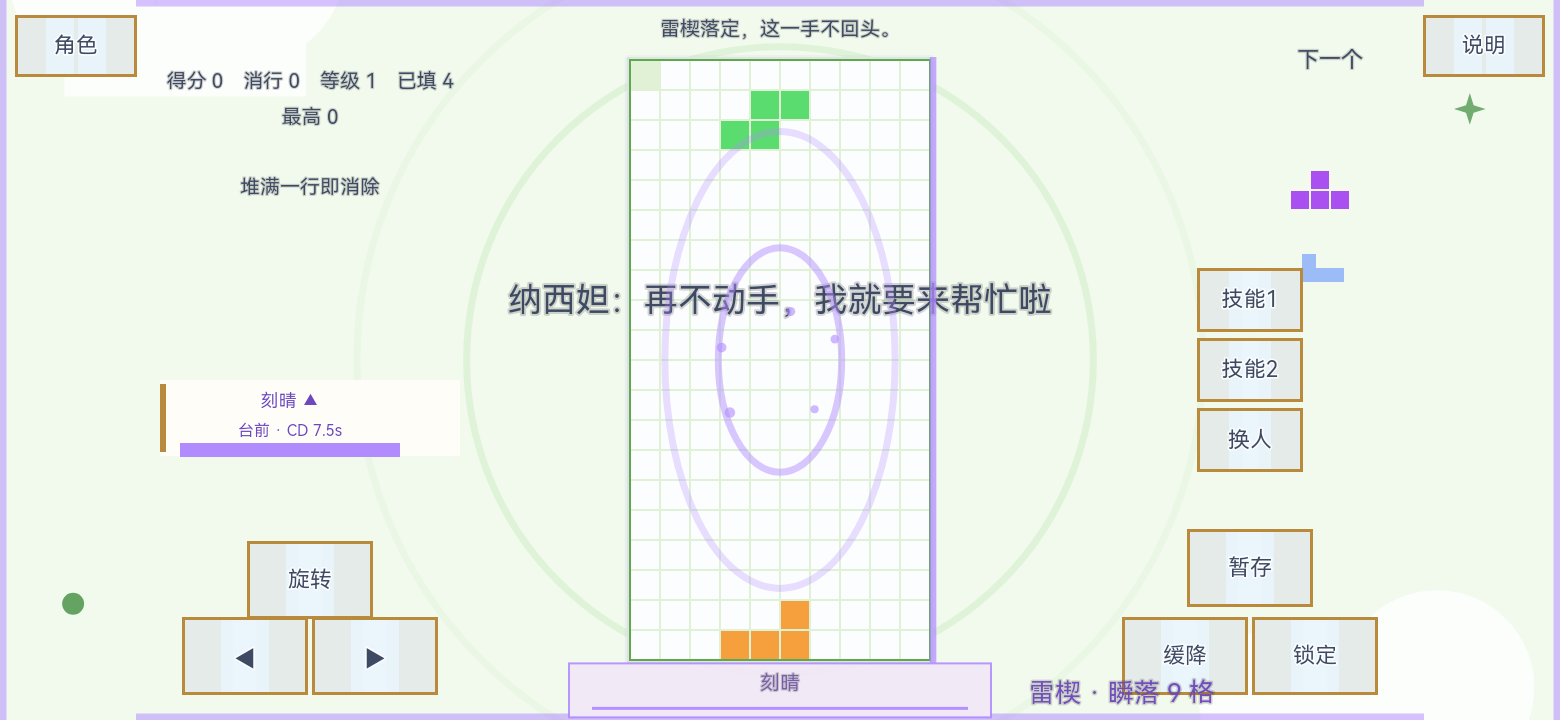 角色
雷楔落定，这一手不回头。
说明
得分 0 消行 0 等级 1 已填 4
最高 0
下一个
堆满一行即消除
纳西妲：再不动手，我就要来帮忙啦
技能1
技能2
换人
刻晴 ▲
台前 · CD 7.5s
旋转
◀
▶
暂存
缓降
锁定
刻晴
雷楔 · 瞬落 9 格